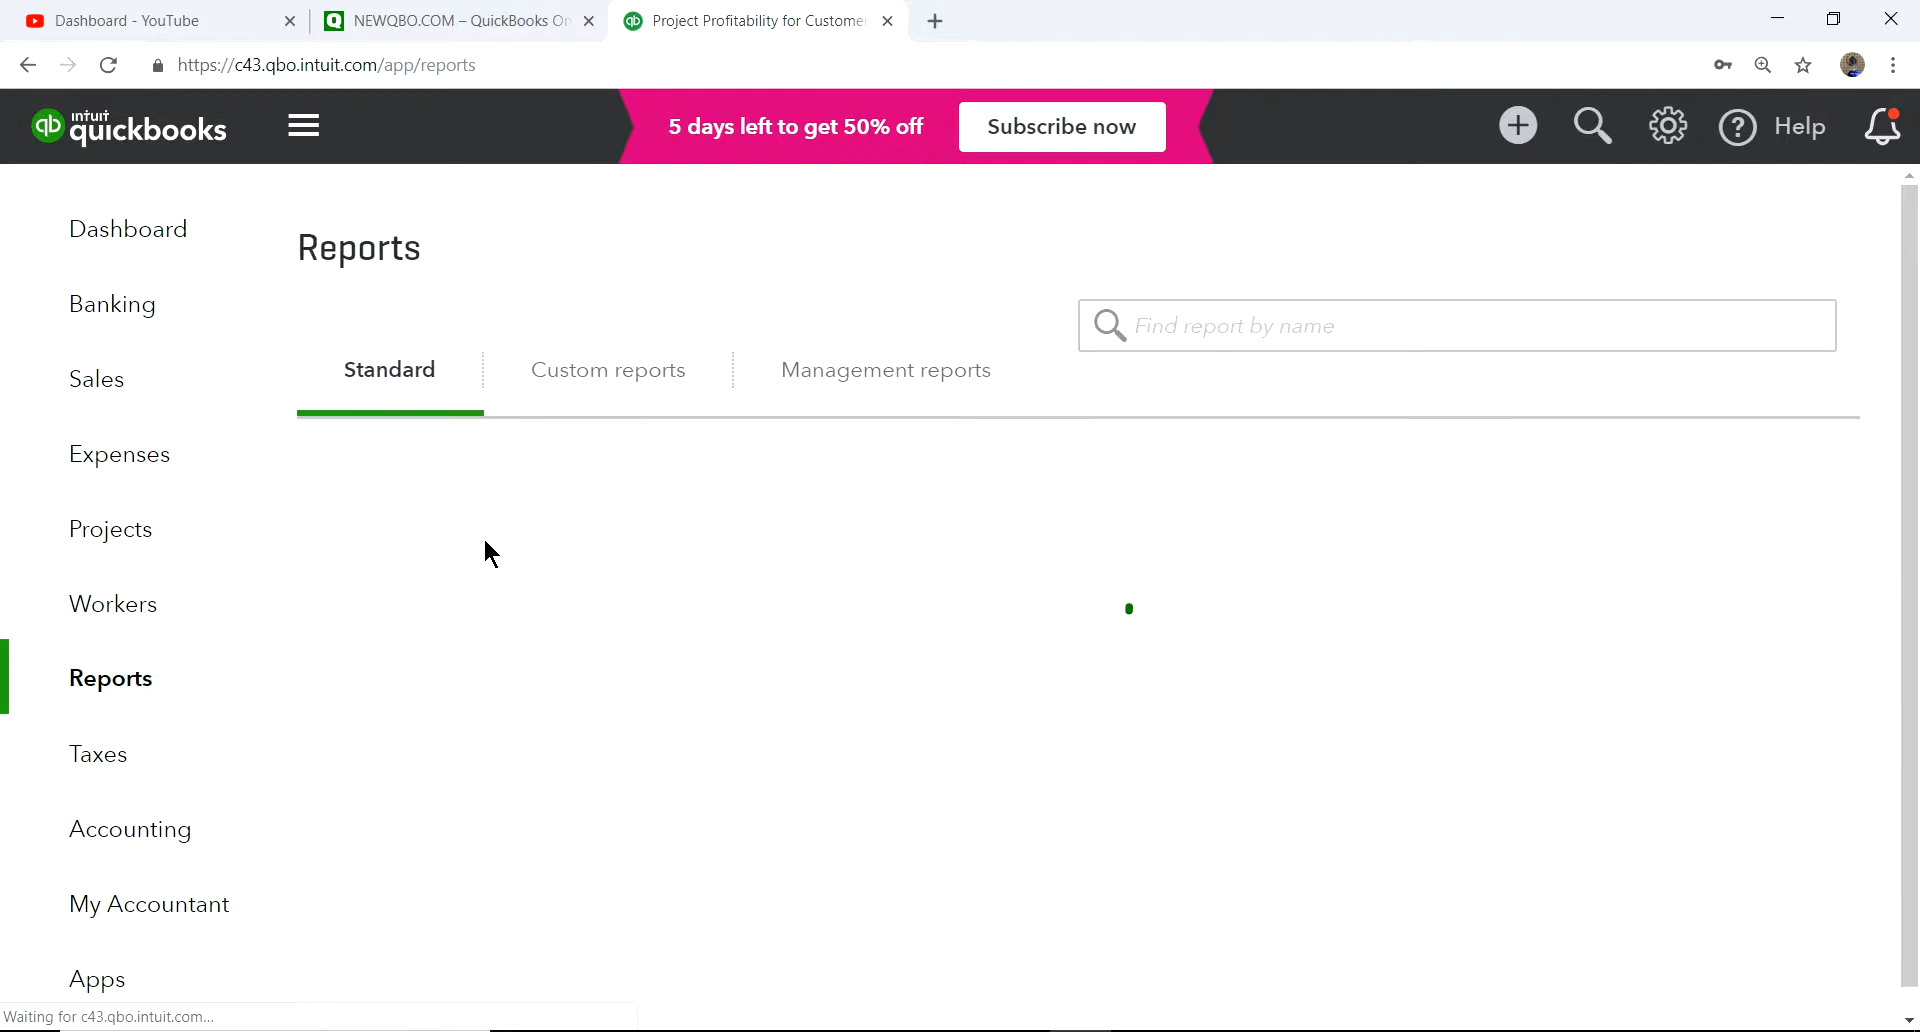 Dashboard - YouTube
NEWQBO.COM – QuickBooks On
Project Profitability for Customer
https://c43.qbo.intuit.com/app/reports
qb intuit quickbooks
5 days left to get 50% off
Subscribe now
Help
Dashboard
Banking
Sales
Expenses
Projects
Workers
Reports
Taxes
Accounting
My Accountant
Apps
Reports
Find report by name
Standard
Custom reports
Management reports
Waiting for c43.qbo.intuit.com...